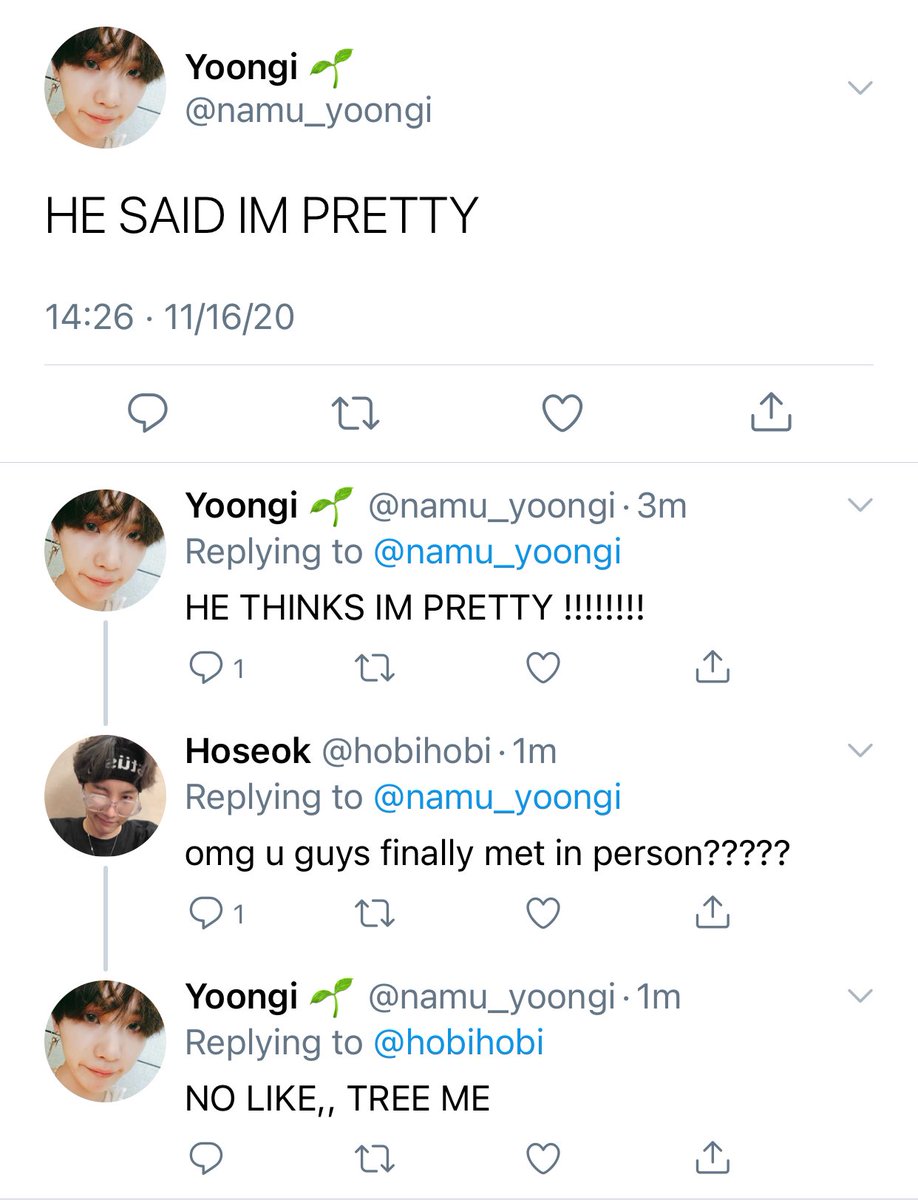 Yoongi 🌱
@namu_yoongi
HE SAID IM PRETTY
14:26 · 11/16/20
Yoongi 🌱 @namu_yoongi · 3m
Replying to @namu_yoongi
HE THINKS IM PRETTY !!!!!!!!
1
Hoseok @hobihobi · 1m
Replying to @namu_yoongi
omg u guys finally met in person?????
1
Yoongi 🌱 @namu_yoongi · 1m
Replying to @hobihobi
NO LIKE,, TREE ME